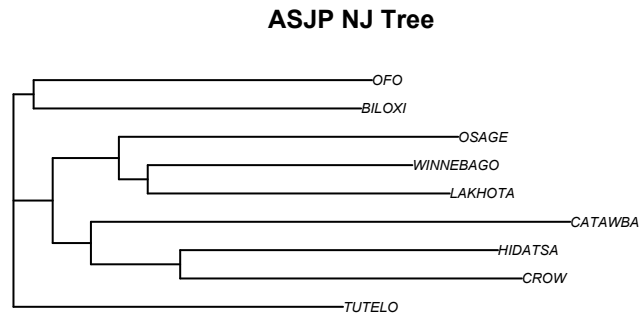 ASJP NJ Tree
OFO
BILOXI
OSAGE
WINNEBAGO
LAKHOTA
CATAWBA
HIDATSA
CROW
TUTELO